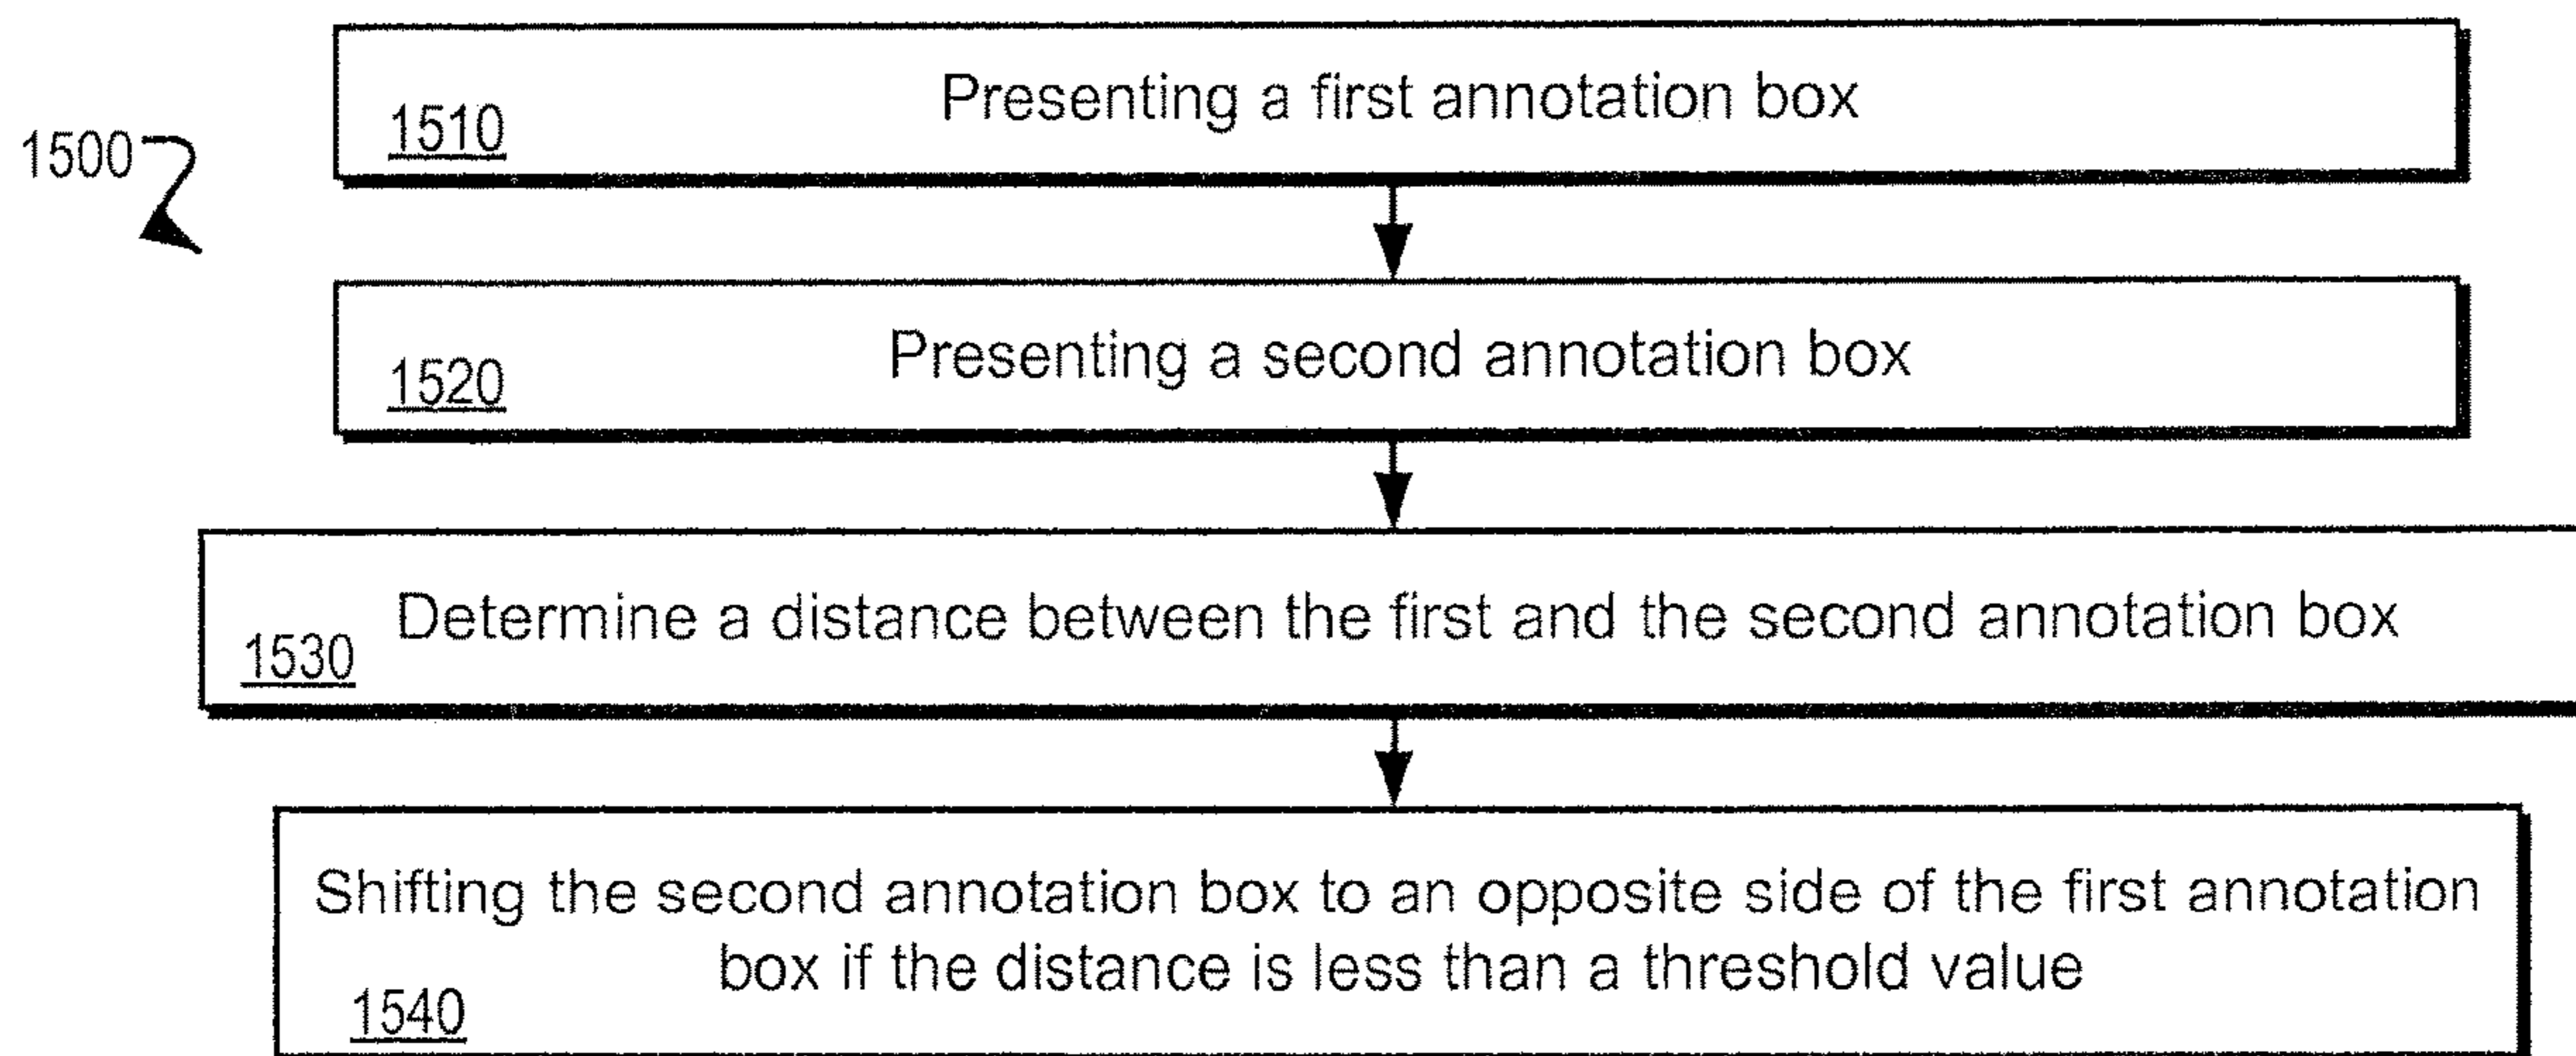 1500
Presenting a first annotation box
1510
Presenting a second annotation box
1520
Determine a distance between the first and the second annotation box
1530
Shifting the second annotation box to an opposite side of the first annotation
box if the distance is less than a threshold value
1540